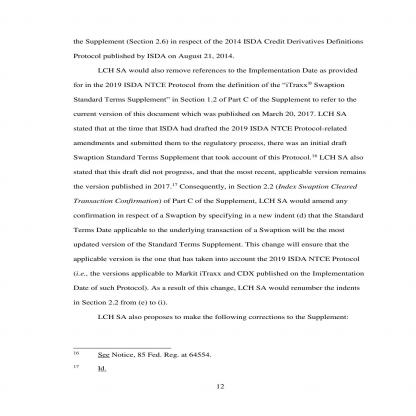 the Supplement (Section 2.6) in respect of the 2014 ISDA Credit Derivatives Definitions
Protocol published by ISDA on August 21, 2014.
LCH SA would also remove references to the Implementation Date as provided
for in the 2019 ISDA NTCE Protocol from the definition of the “iTraxx® Swaption
Standard Terms Supplement” in Section 1.2 of Part C of the Supplement to refer to the
current version of this document which was published on March 20, 2017. LCH SA
stated that at the time that ISDA had drafted the 2019 ISDA NTCE Protocol-related
amendments and submitted them to the regulatory process, there was an initial draft
Swaption Standard Terms Supplement that took account of this Protocol.16 LCH SA also
stated that this draft did not progress, and that the most recent, applicable version remains
the version published in 2017.17 Consequently, in Section 2.2 (Index Swaption Cleared
Transaction Confirmation) of Part C of the Supplement, LCH SA would amend any
confirmation in respect of a Swaption by specifying in a new indent (d) that the Standard
Terms Date applicable to the underlying transaction of a Swaption will be the most
updated version of the Standard Terms Supplement. This change will ensure that the
applicable version is the one that has taken into account the 2019 ISDA NTCE Protocol
(i.e., the versions applicable to Markit iTraxx and CDX published on the Implementation
Date of such Protocol). As a result of this change, LCH SA would renumber the indents
in Section 2.2 from (e) to (i).
LCH SA also proposes to make the following corrections to the Supplement:
16 See Notice, 85 Fed. Reg. at 64554.
17 Id.
12